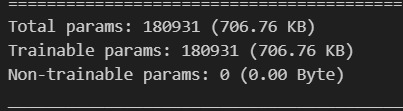 Total params: 180931 (706.76 KB)
Trainable params: 180931 (706.76 KB)
Non-trainable params: 0 (0.00 Byte)